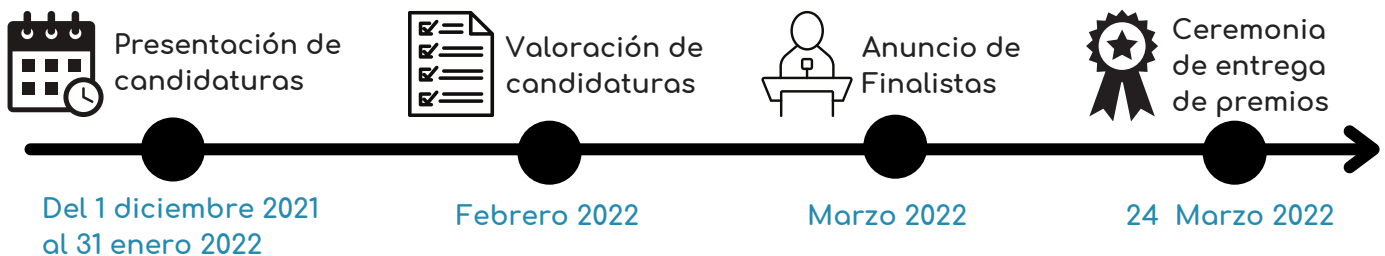 Presentación de
candidaturas
Valoración de
candidaturas
Anuncio de
Finalistas
Ceremonia
de entrega
de premios
Del 1 diciembre 2021
al 31 enero 2022
Febrero 2022
Marzo 2022
24 Marzo 2022